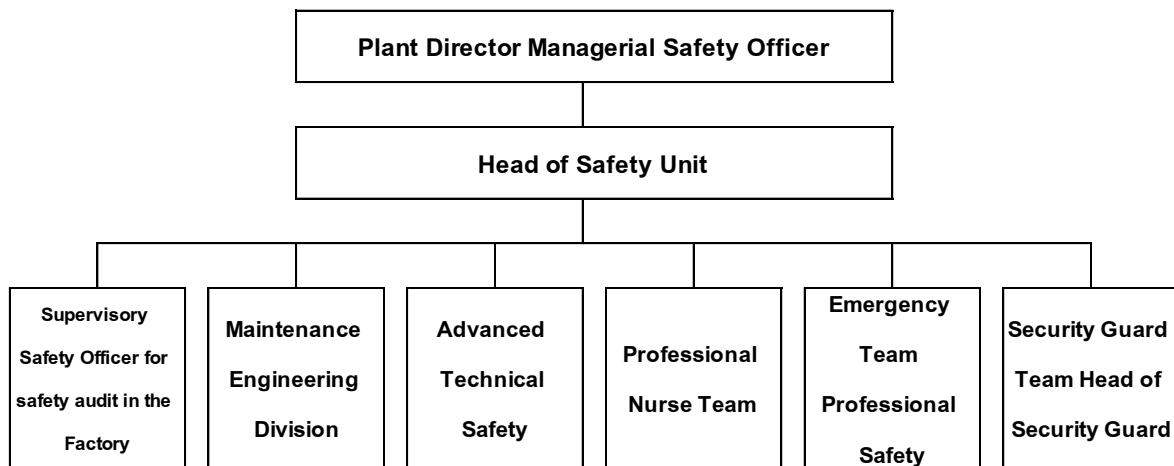 Plant Director Managerial Safety Officer
Head of Safety Unit
Supervisory
Safety Officer for
safety audit in the
Factory
Maintenance
Engineering
Division
Advanced
Technical
Safety
Professional
Nurse Team
Emergency
Team
Professional
Safety
Security Guard
Team Head of
Security Guard